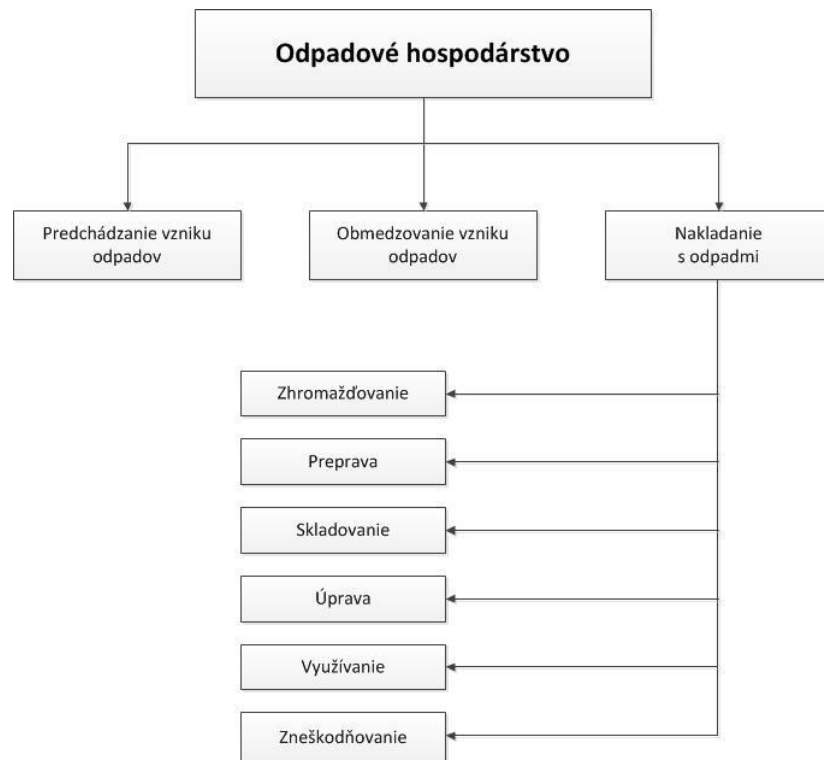 Odpadové hospodárstvo
Predchádzanie vzniku
odpadov
Obmedzovanie vzniku
odpadov
Nakladanie
s odpadmi
Zhromažďovanie
Preprava
Skladovanie
Úprava
Využívanie
Zneškodňovanie